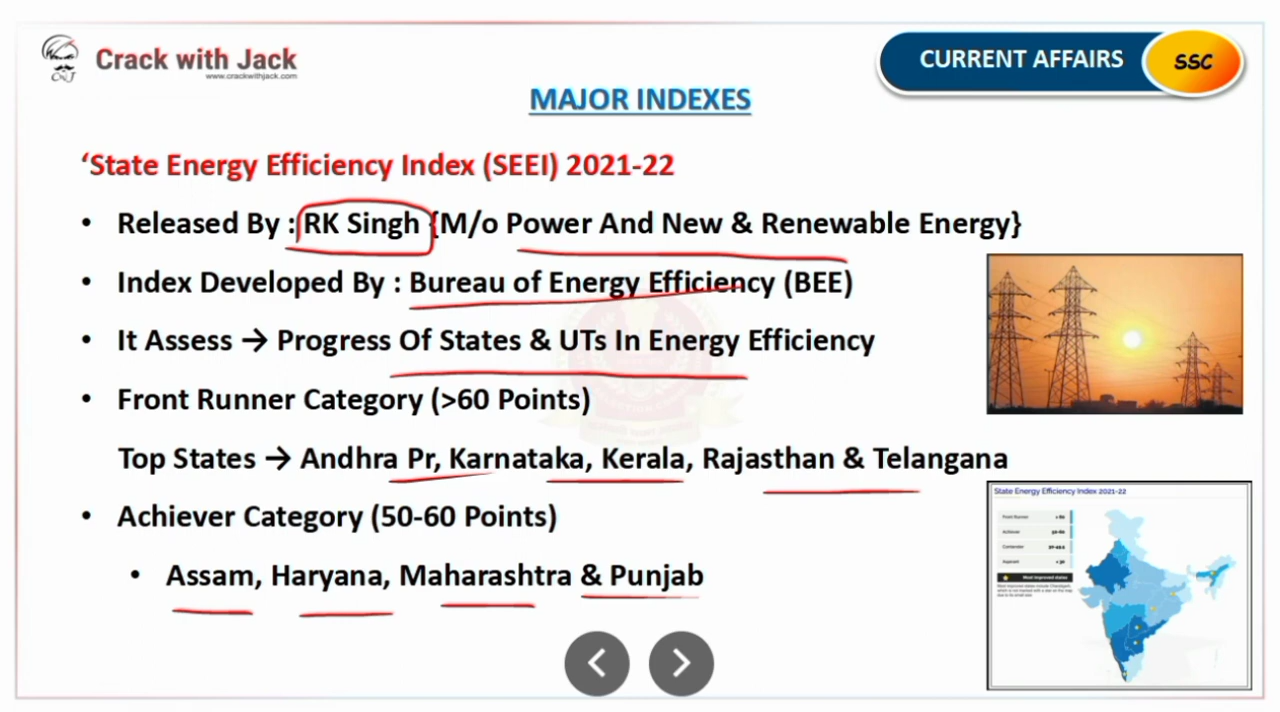 Crack with Jack
www.crackwithjack.com
CURRENT AFFAIRS
SSC
MAJOR INDEXES
‘State Energy Efficiency Index (SEEI) 2021-22
• Released By : RK Singh {M/o Power And New & Renewable Energy}
• Index Developed By : Bureau of Energy Efficiency (BEE)
• It Assess → Progress Of States & UTs In Energy Efficiency
• Front Runner Category (>60 Points)
Top States → Andhra Pr, Karnataka, Kerala, Rajasthan & Telangana
• Achiever Category (50-60 Points)
• Assam, Haryana, Maharashtra & Punjab
State Energy Efficiency Index 2021-22
Front Runner
Achiever
Contender
Aspirant
Most improved states